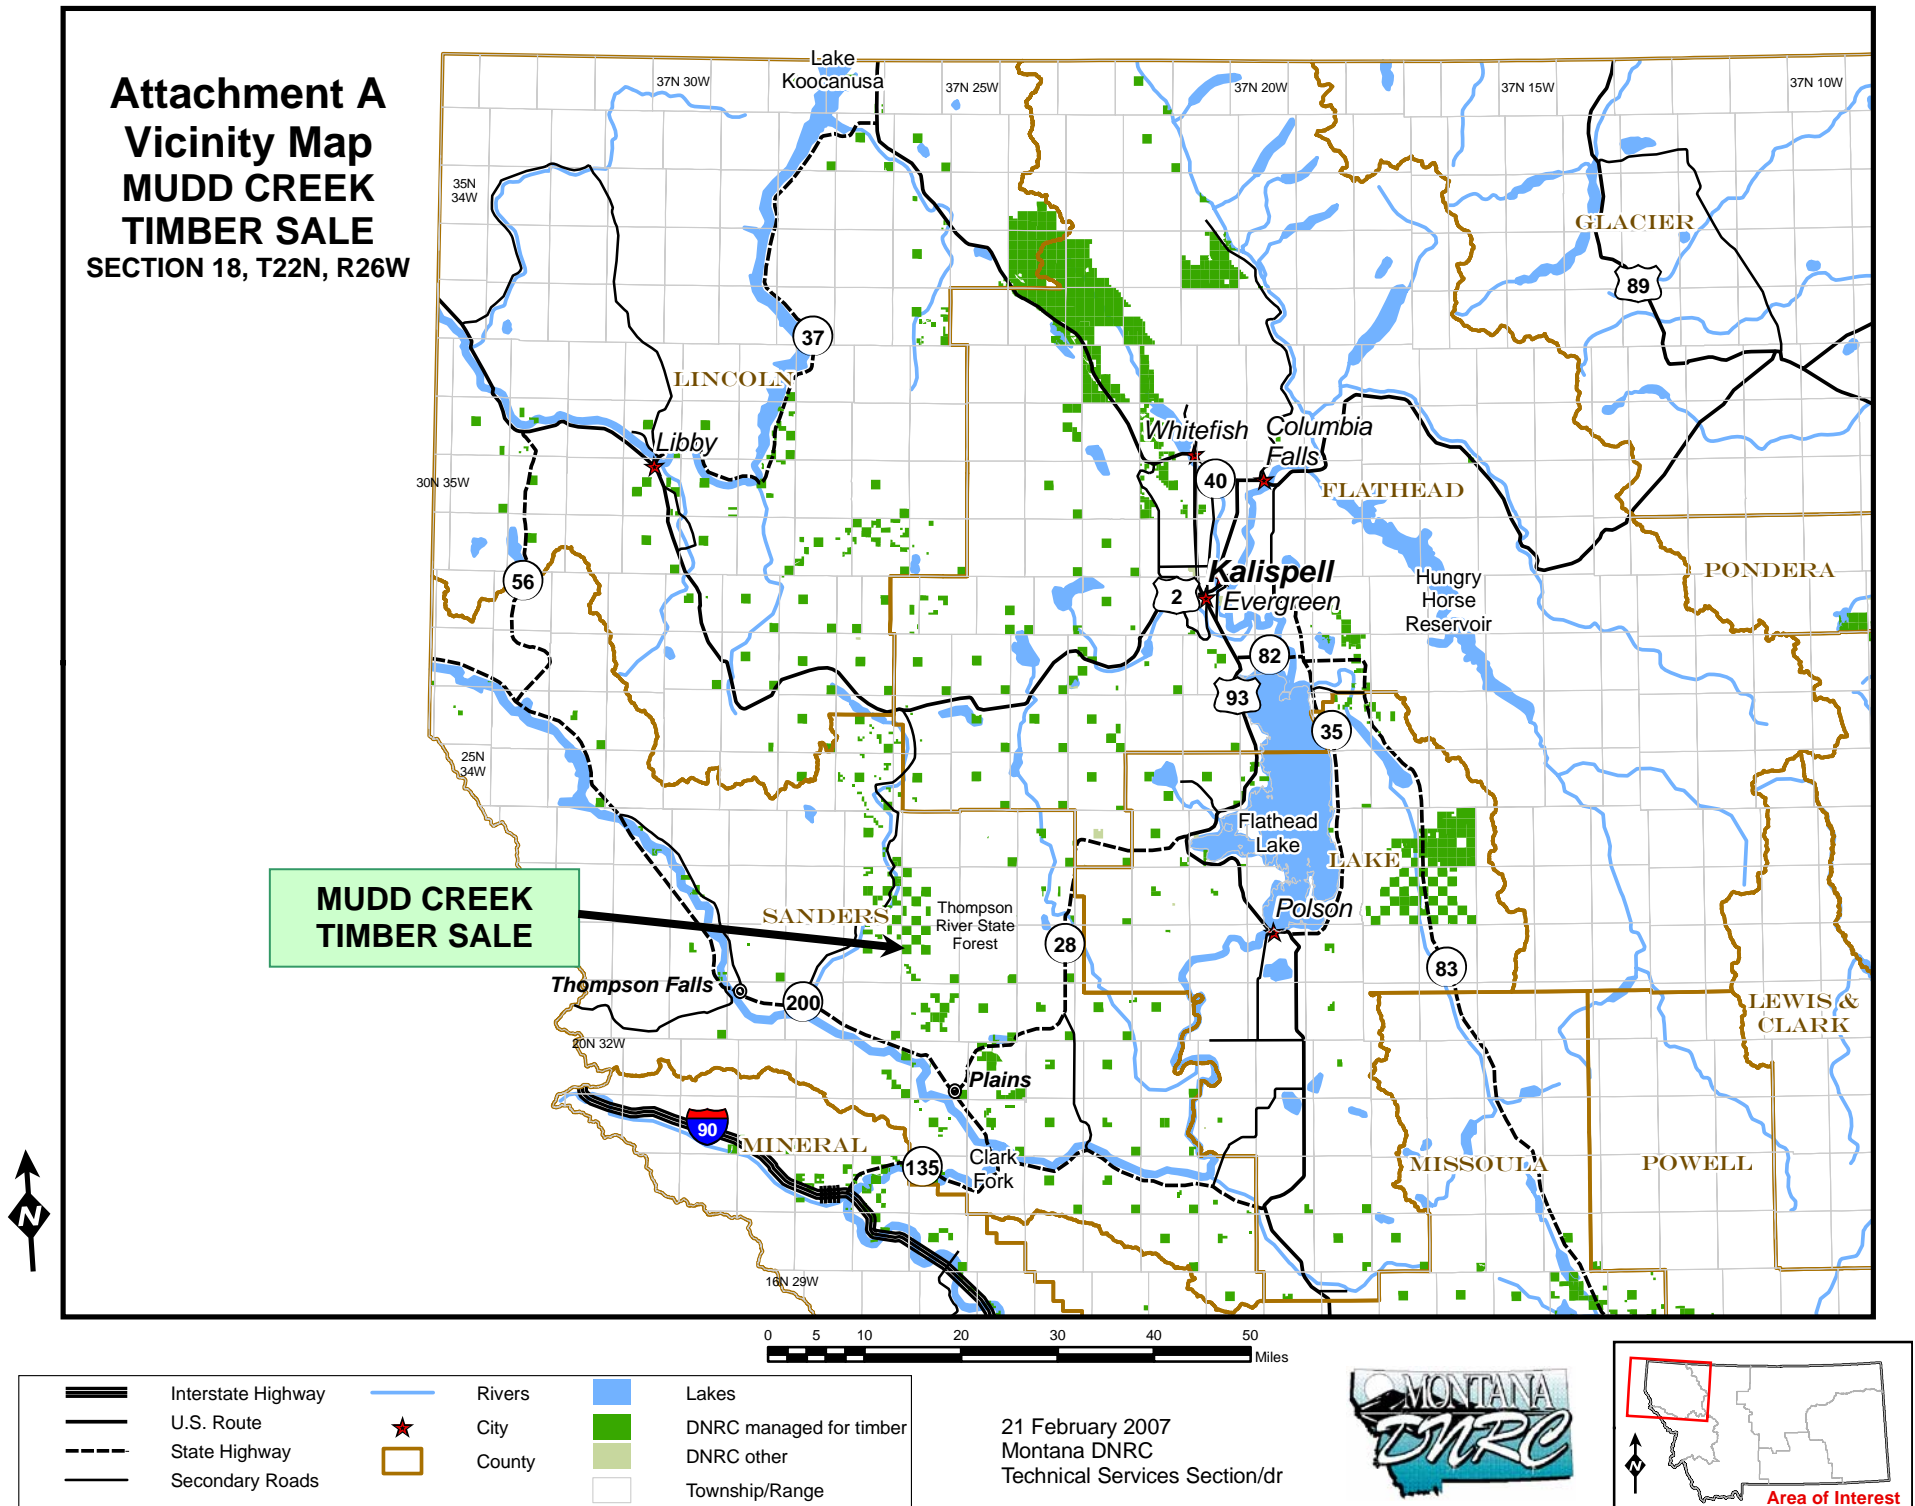 Attachment A
Vicinity Map
MUDD CREEK
TIMBER SALE
SECTION 18, T22N, R26W
Lake
Koocanusa
37N 30W
37N 25W
37N 20W
37N 15W
37N 10W
35N
34W
GLACIER
89
37
LINCOLN
Libby
Whitefish
Columbia
Falls
40
30N 35W
FLATHEAD
56
Kalispell
2
Evergreen
Hungry
Horse
Reservoir
PONDERA
82
93
35
25N
34W
Flathead
Lake
LAKE
MUDD CREEK
TIMBER SALE
SANDERS
Thompson
River State
Forest
Polson
28
83
Thompson Falls
200
LEWIS &
CLARK
20N 32W
Plains
90
MINERAL
135
Clark
Fork
MISSOULA
POWELL
N
16N 29W
0 5 10 20 30 40 50
Miles
Interstate Highway
U.S. Route
State Highway
Secondary Roads
Rivers
City
County
Lakes
DNRC managed for timber
DNRC other
Township/Range
21 February 2007
Montana DNRC
Technical Services Section/dr
MONTANA
DNRC
N
Area of Interest